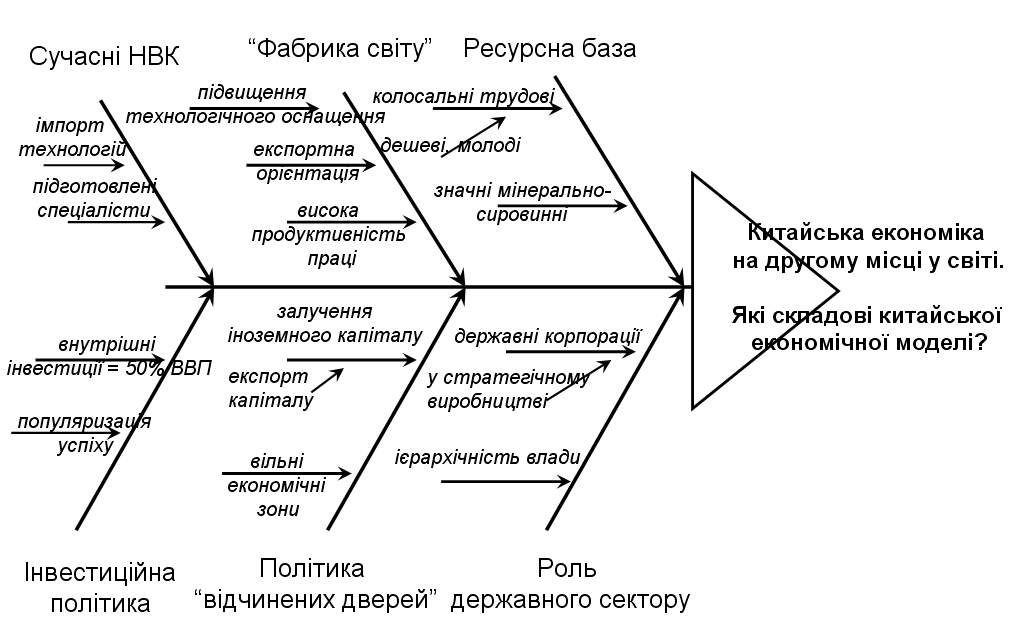 Сучасні НВК
“Фабрика світу”
Ресурсна база
імпорт
технологій
підготовлені
спеціалісти
підвищення
технологічного оснащення
експортна
орієнтація
висока
продуктивність
праці
колосальні трудові
дешеві, молоді
значні мінерально-
сировинні
Китайська економіка
на другому місці у світі.
Які складові китайської
економічної моделі?
внутрішні
інвестиції = 50% ВВП
популяризація
успіху
залучення
іноземного капіталу
експорт
капіталу
вільні
економічні
зони
державні корпорації
у стратегічному
виробництві
ієрархічність влади
Інвестиційна
політика
Політика
“відчинених дверей”
Роль
державного сектору